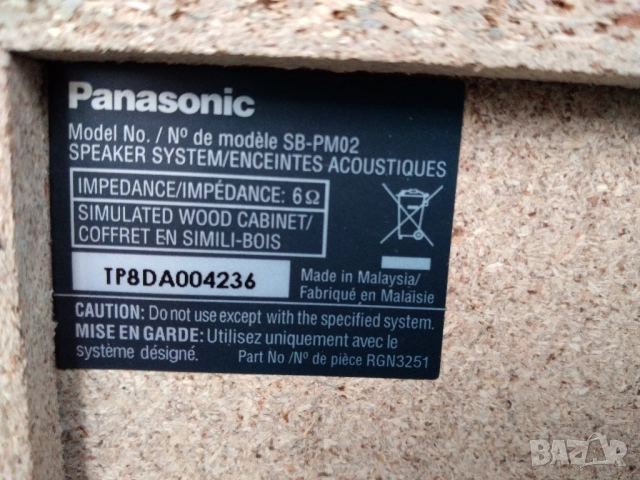 Panasonic
Model No. / Nº de modèle SB-PM02
SPEAKER SYSTEM/ENCEINTES ACOUSTIQUES
IMPEDANCE/IMPÉDANCE: 6Ω
SIMULATED WOOD CABINET/
COFFRET EN SIMILI-BOIS
TP8DA004236
Made in Malaysia/
Fabriqué en Malaisie
CAUTION: Do not use except with the specified system.
MISE EN GARDE: Utilisez uniquement avec le
système désigné.
Part No /Nº de pièce RGN3251
BAZAR